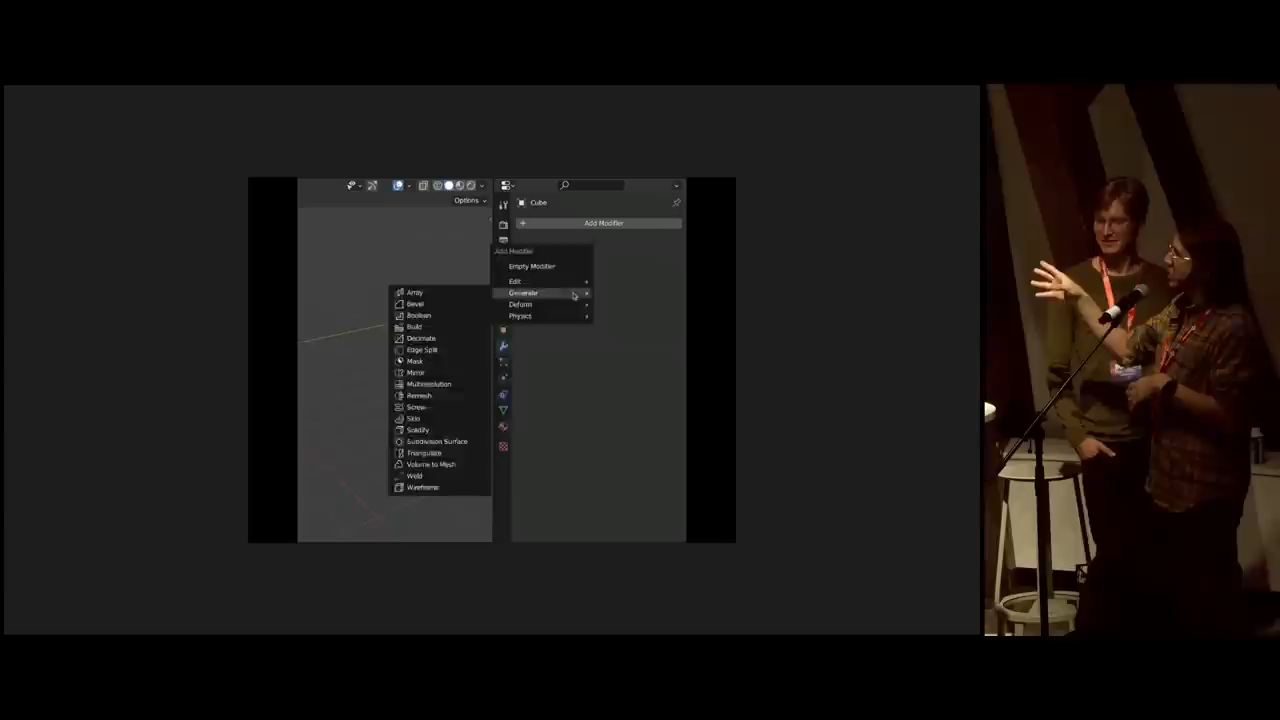 Options
Cube
Add Modifier
Add Modifier
Empty Modifier
Edit
Generate
Deform
Physics
Array
Bevel
Boolean
Build
Decimate
Edge Split
Mask
Mirror
Multiresolution
Remesh
Screw
Skin
Solidify
Subdivision Surface
Triangulate
Volume to Mesh
Weld
Wireframe